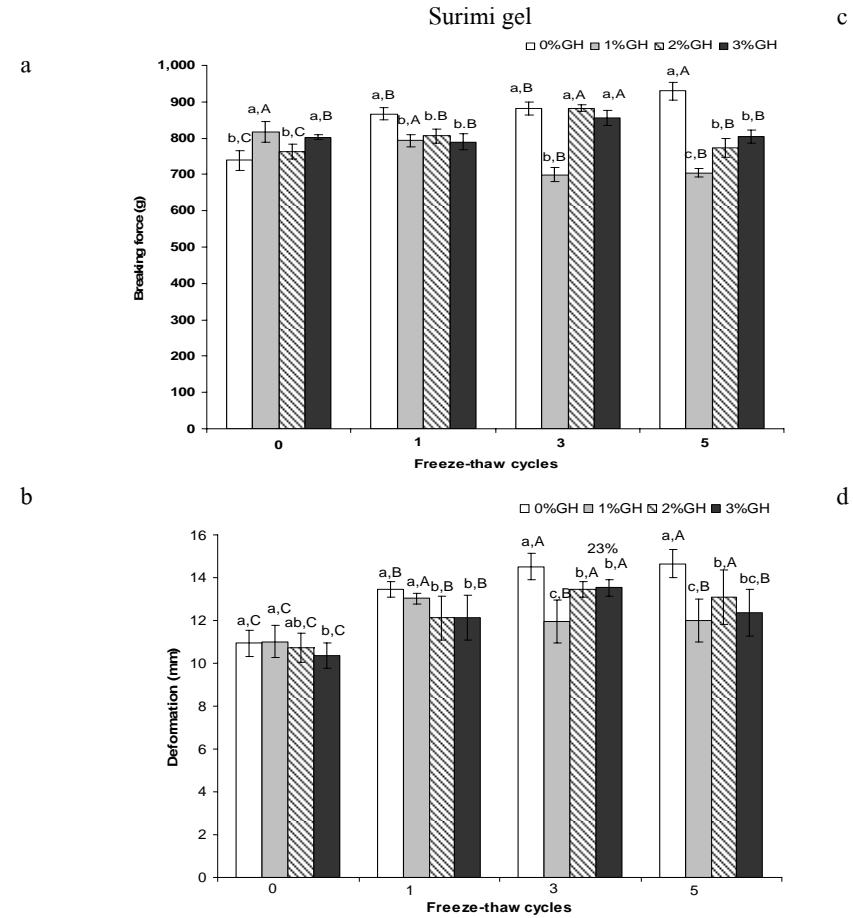 Surimi gel
c
a
0%GH 1%GH 2%GH 3%GH
1,000
900
800
700
600
500
400
300
200
100
0
Breaking force (g)
b,C a,A b,C a,B
a,B b,A b.B b.B
a,B b,B a,A a,A
a,A c,B b,B b,B
0 1 3 5
Freeze-thaw cycles
b
d
0%GH 1%GH 2%GH 3%GH
16
14
12
10
8
6
4
2
0
Deformation (mm)
a,C a,C ab,C b,C
a,B a,A b,B b,B
23%
a,A c,B b,A b,A
a,A c,B b,A bc,B
0 1 3 5
Freeze-thaw cycles